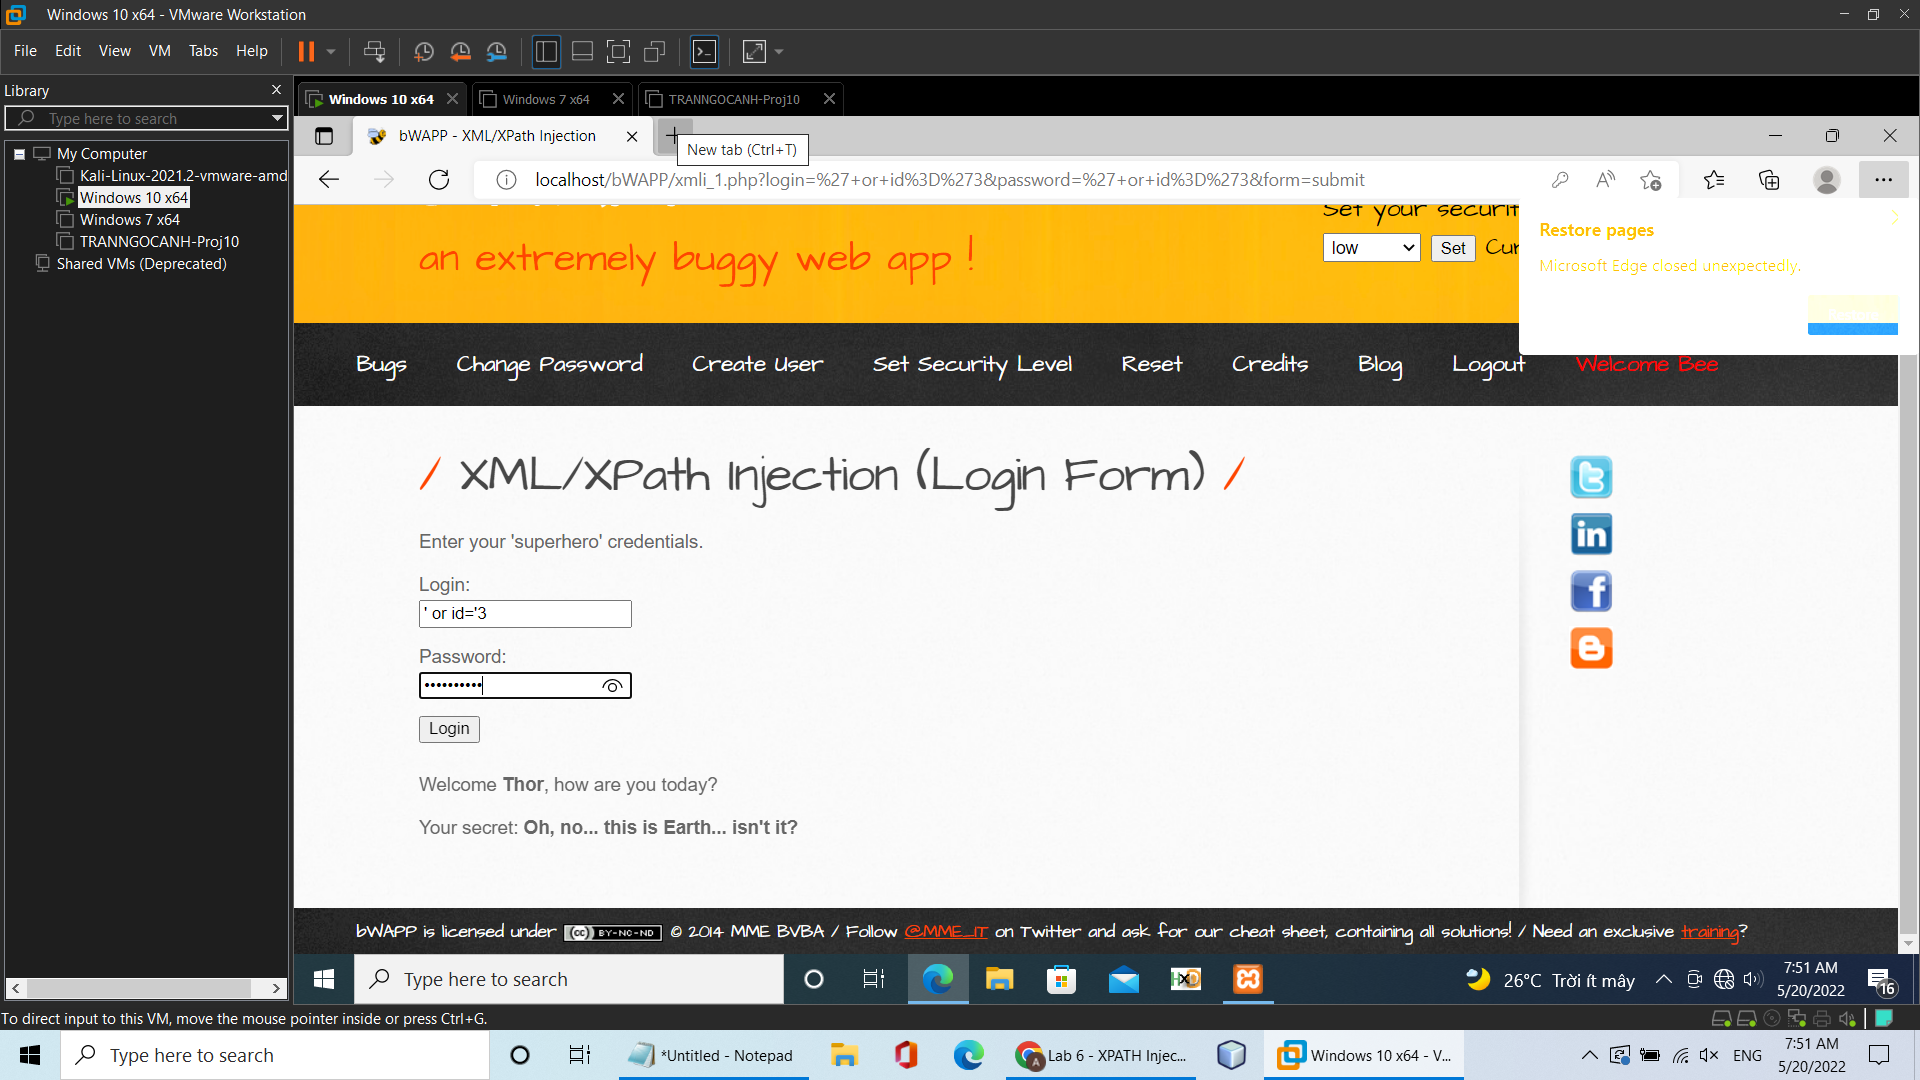 Windows 10 x64 - VMware Workstation
File Edit View VM Tabs Help
Library
Type here to search
My Computer
Kali-Linux-2021.2-vmware-amd
Windows 10 x64
Windows 7 x64
TRANNGOCANH-Proj10
Shared VMs (Deprecated)
Windows 10 x64 Windows 7 x64 TRANNGOCANH-Proj10
bWAPP - XML/XPath Injection
New tab (Ctrl+T)
localhost/bWAPP/xmli_1.php?login=%27+or+id%3D%273&password=%27+or+id%3D%273&form=submit
Set your securit
an extremely buggy web app !
low Set Cur
Restore pages
Microsoft Edge closed unexpectedly.
Bugs Change Password Create User Set Security Level Reset Credits Blog Logout Welcome Bee
/ XML/XPath Injection (Login Form) /
Enter your 'superhero' credentials.
Login:
' or id='3
Password:
••••••••••
Login
Welcome Thor, how are you today?
Your secret: Oh, no... this is Earth... isn't it?
bWAPP is licensed under (cc) BY-NC-ND © 2014 MME BVBA / Follow @MME_IT on Twitter and ask for our cheat sheet, containing all solutions! / Need an exclusive training?
Type here to search
26°C Trời ít mây
7:51 AM
5/20/2022
16
To direct input to this VM, move the mouse pointer inside or press Ctrl+G.
Type here to search
*Untitled - Notepad
Lab 6 - XPATH Injec...
Windows 10 x64 - V...
ENG
7:51 AM
5/20/2022